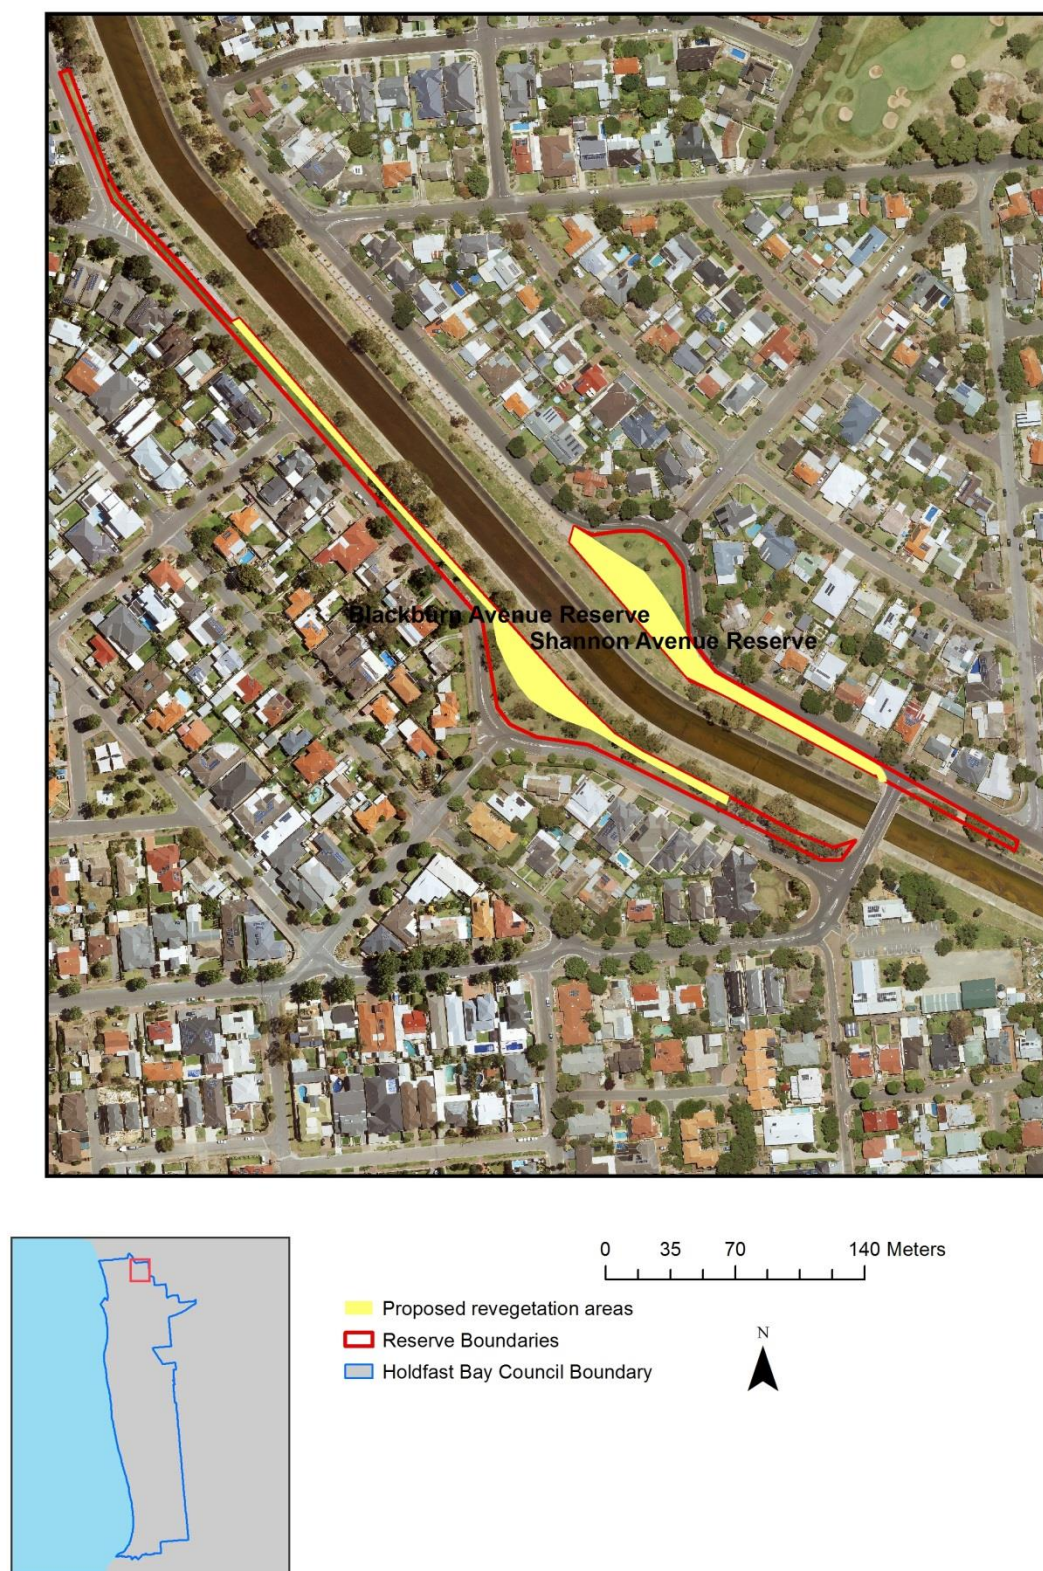 Blackburn Avenue Reserve
Shannon Avenue Reserve
0 35 70 140 Meters
Proposed revegetation areas
Reserve Boundaries
Holdfast Bay Council Boundary
N